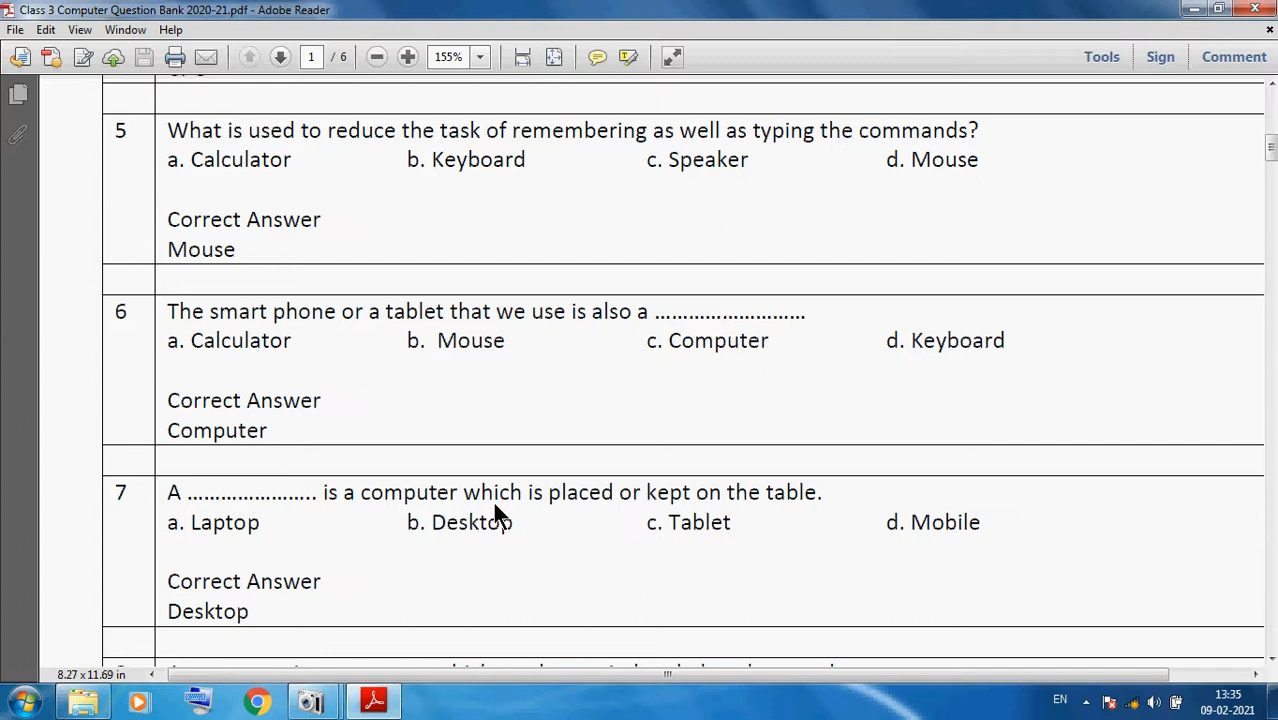 Class 3 Computer Question Bank 2020-21.pdf - Adobe Reader
File Edit View Window Help
1 / 6 155% Tools Sign Comment
5 What is used to reduce the task of remembering as well as typing the commands?
a. Calculator b. Keyboard c. Speaker d. Mouse
Correct Answer
Mouse
6 The smart phone or a tablet that we use is also a ………………………
a. Calculator b. Mouse c. Computer d. Keyboard
Correct Answer
Computer
7 A ………………….. is a computer which is placed or kept on the table.
a. Laptop b. Desktop c. Tablet d. Mobile
Correct Answer
Desktop
8.27 x 11.69 in
EN 13:35
09-02-2021